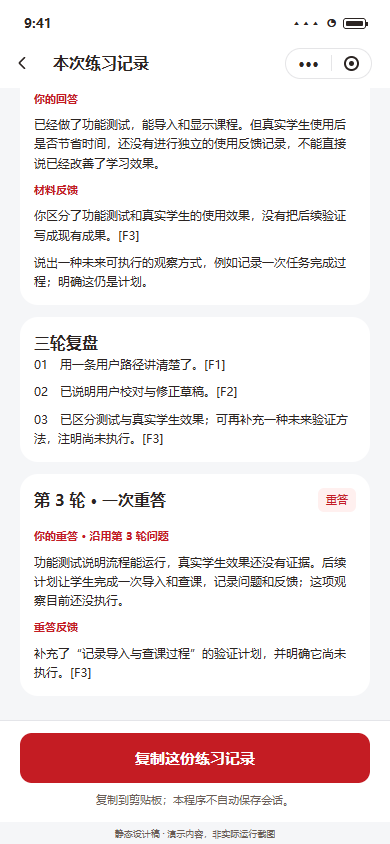 9:41
本次练习记录
你的回答
已经做了功能测试，能导入和显示课程。但真实学生使用后
是否节省时间，还没有进行独立的使用反馈记录，不能直接
说已经改善了学习效果。
材料反馈
你区分了功能测试和真实学生的使用效果，没有把后续验证
写成现有成果。[F3]
说出一种未来可执行的观察方式，例如记录一次任务完成过
程；明确这仍是计划。
三轮复盘
01 用一条用户路径讲清楚了。[F1]
02 已说明用户校对与修正草稿。[F2]
03 已区分测试与真实学生效果；可再补充一种未来验证方
法，注明尚未执行。[F3]
第 3 轮 • 一次重答
重答
你的重答 • 沿用第 3 轮问题
功能测试说明流程能运行，真实学生效果还没有证据。后续
计划让学生完成一次导入和查课，记录问题和反馈；这项观
察目前还没执行。
重答反馈
补充了“记录导入与查课过程”的验证计划，并明确它尚未
执行。[F3]
复制这份练习记录
复制到剪贴板；本程序不自动保存会话。
静态设计稿 · 演示内容，非实际运行截图